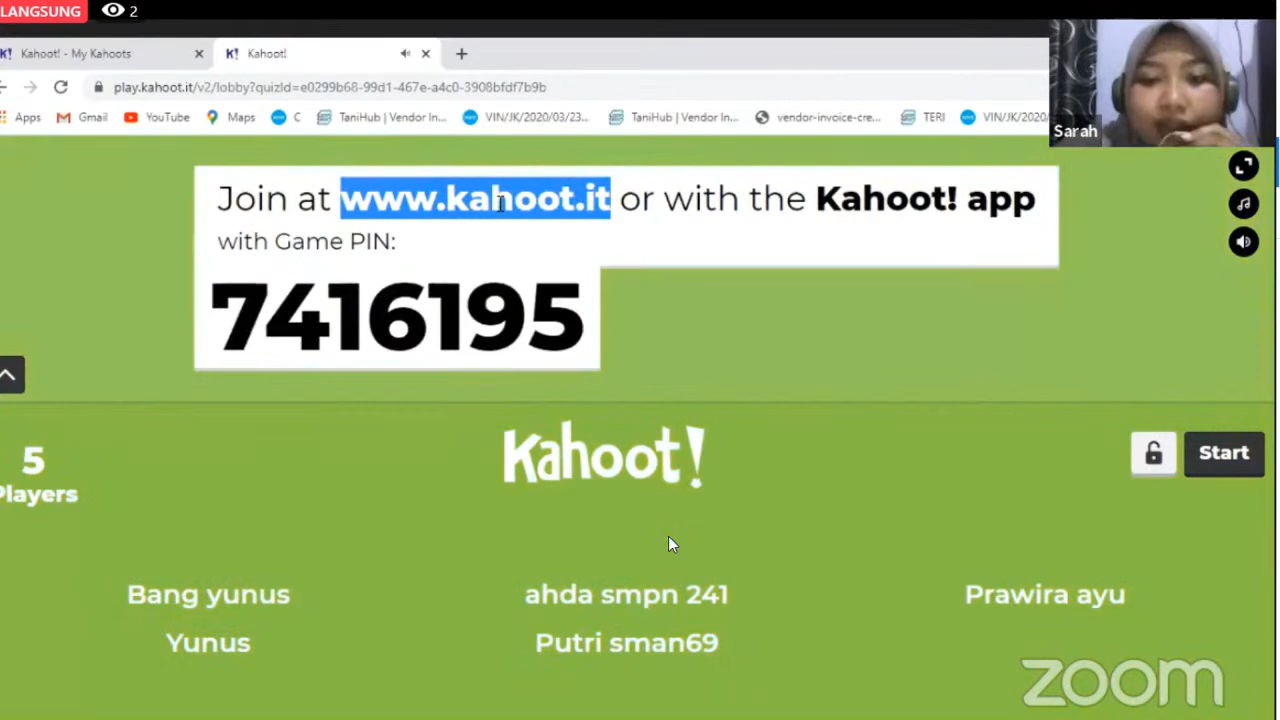 LANGSUNG 2
Kahoot! - My Kahoots
Kahoot!
play.kahoot.it/v2/lobby?quizId=e0299b68-99d1-467e-a4c0-3908bfdf7b9b
Apps Gmail YouTube Maps C TaniHub | Vendor In... VIN/JK/2020/03/23... TaniHub | Vendor In... vendor-invoice-cre... TERI VIN/JK/2020/
Sarah
Join at www.kahoot.it or with the Kahoot! app
with Game PIN:
7416195
5
Players
Kahoot!
Start
Bang yunus ahda smpn 241 Prawira ayu
Yunus Putri sman69
zoom